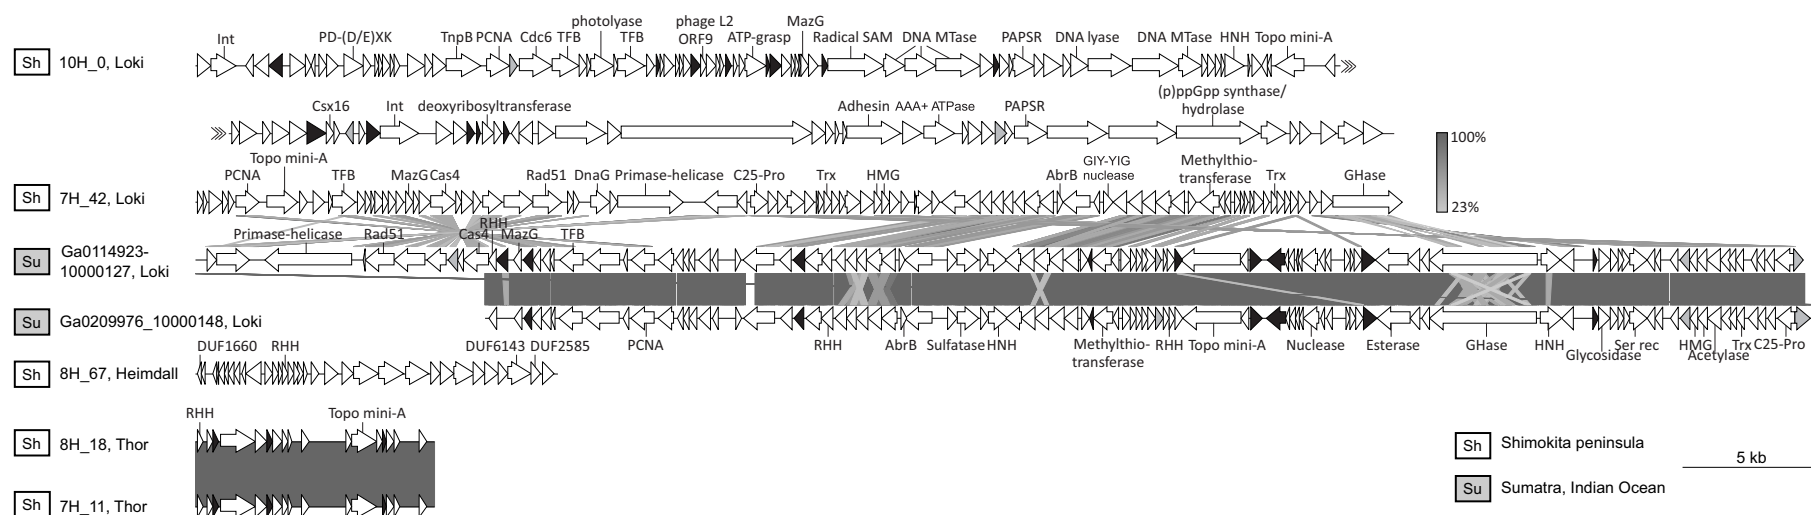 photolyase phage L2 MazG
Int PD-(D/E)XK TnpB PCNA Cdc6 TFB TFB ORF9 ATP-grasp Radical SAM DNA MTase PAPSR DNA lyase DNA MTase HNH Topo mini-A
Sh 10H_0, Loki
(p)ppGpp synthase/
hydrolase
Csx16 Int deoxyribosyltransferase Adhesin AAA+ ATPase PAPSR
100%
23%
Topo mini-A GIY-YIG
nuclease Methylthio-
transferase
PCNA TFB MazG Cas4 Rad51 DnaG Primase-helicase C25-Pro Trx HMG AbrB Trx GHase
Sh 7H_42, Loki
RHH
Primase-helicase Rad51 Cas4 MazG TFB
Su Ga0114923-
10000127, Loki
Su Ga0209976_10000148, Loki
PCNA RHH AbrB Sulfatase HNH Methylthio-
transferase RHH Topo mini-A Nuclease Esterase GHase HNH Glycosidase Ser rec HMG Acetylase Trx C25-Pro
DUF1660 RHH DUF6143 DUF2585
Sh 8H_67, Heimdall
RHH Topo mini-A
Sh 8H_18, Thor
Sh 7H_11, Thor
Sh Shimokita peninsula
Su Sumatra, Indian Ocean
5 kb